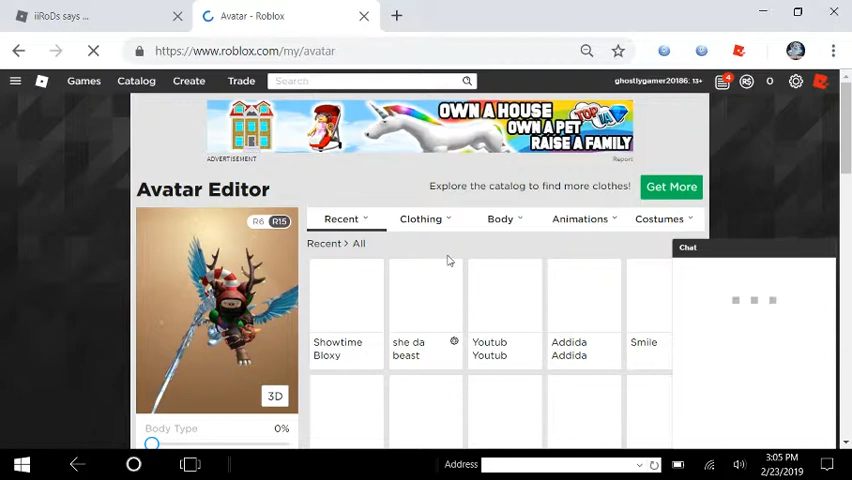 iiRoDs says ...
Avatar - Roblox
https://www.roblox.com/my/avatar
Games Catalog Create Trade Search ghostlygamer20186: 13+ 4 0
OWN A HOUSE
OWN A PET
RAISE A FAMILY
TOP
ADVERTISEMENT Report
Avatar Editor
Explore the catalog to find more clothes! Get More
R6 R15
Recent Clothing Body Animations Costumes
Recent > All
Chat
Showtime
Bloxy
she da
beast
Youtub
Youtub
Addida
Addida
Smile
3D
Body Type 0%
Address
3:05 PM
2/23/2019